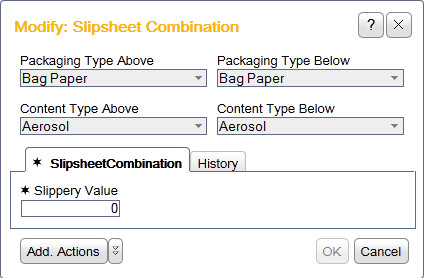 Modify: Slipsheet Combination ?
Packaging Type Above Packaging Type Below
Bag Paper Bag Paper
Content Type Above Content Type Below
Aerosol Aerosol
✶ SlipsheetCombination History
✶ Slippery Value
0
Add. Actions OK Cancel